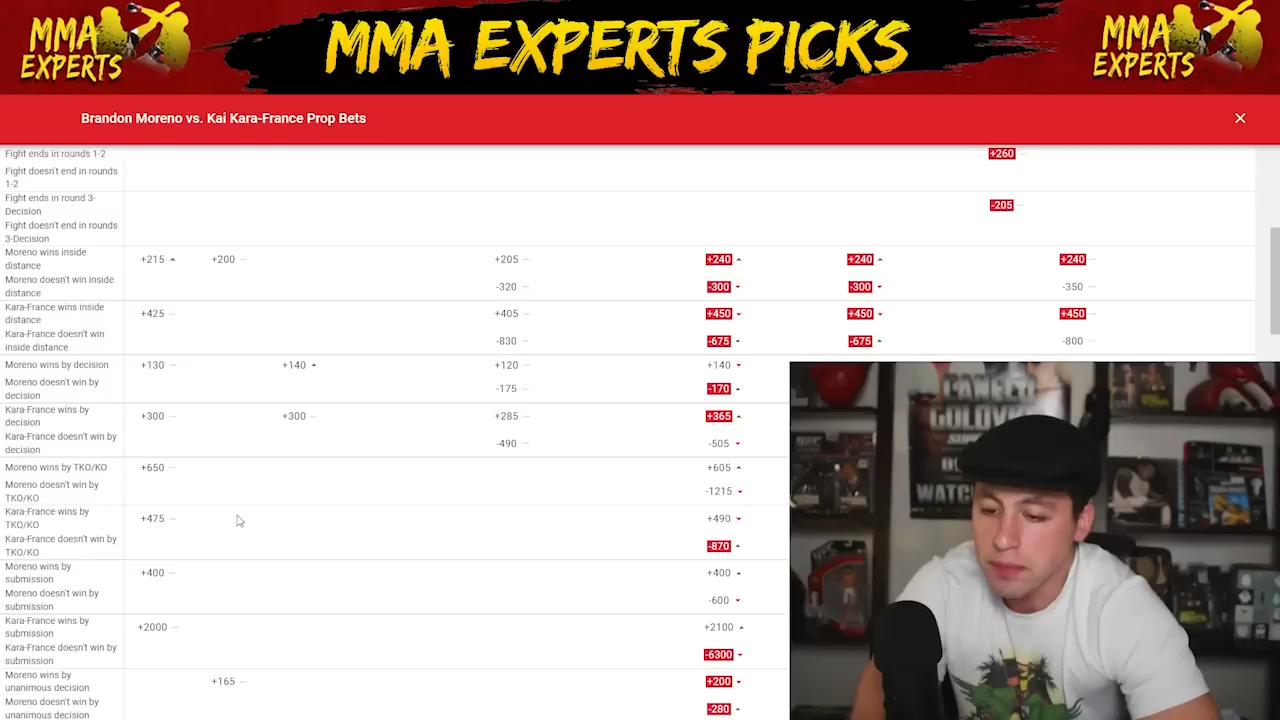 MMA EXPERTS
MMA EXPERTS PICKS
MMA EXPERTS
Brandon Moreno vs. Kai Kara-France Prop Bets
Fight ends in rounds 1-2 +260
Fight doesn't end in rounds
1-2
Fight ends in round 3-
Decision -205
Fight doesn't end in rounds
3-Decision
Moreno wins inside
distance +215 +200 +205 +240 +240 +240
Moreno doesn't win inside
distance -320 -300 -300 -350
Kara-France wins inside
distance +425 +405 +450 +450 +450
Kara-France doesn't win
inside distance -830 -675 -675 -800
Moreno wins by decision +130 +140 +120 +140
Moreno doesn't win by
decision -175 -170
Kara-France wins by
decision +300 +300 +285 +365
Kara-France doesn't win by
decision -490 -505
Moreno wins by TKO/KO +650 +605
Moreno doesn't win by
TKO/KO -1215
Kara-France wins by
TKO/KO +475 +490
Kara-France doesn't win by
TKO/KO -870
Moreno wins by
submission +400 +400
Moreno doesn't win by
submission -600
Kara-France wins by
submission +2000 +2100
Kara-France doesn't win by
submission -6300
Moreno wins by
unanimous decision +165 +200
Moreno doesn't win by
unanimous decision -280
CANELO
GOLOVKIN
WATCH